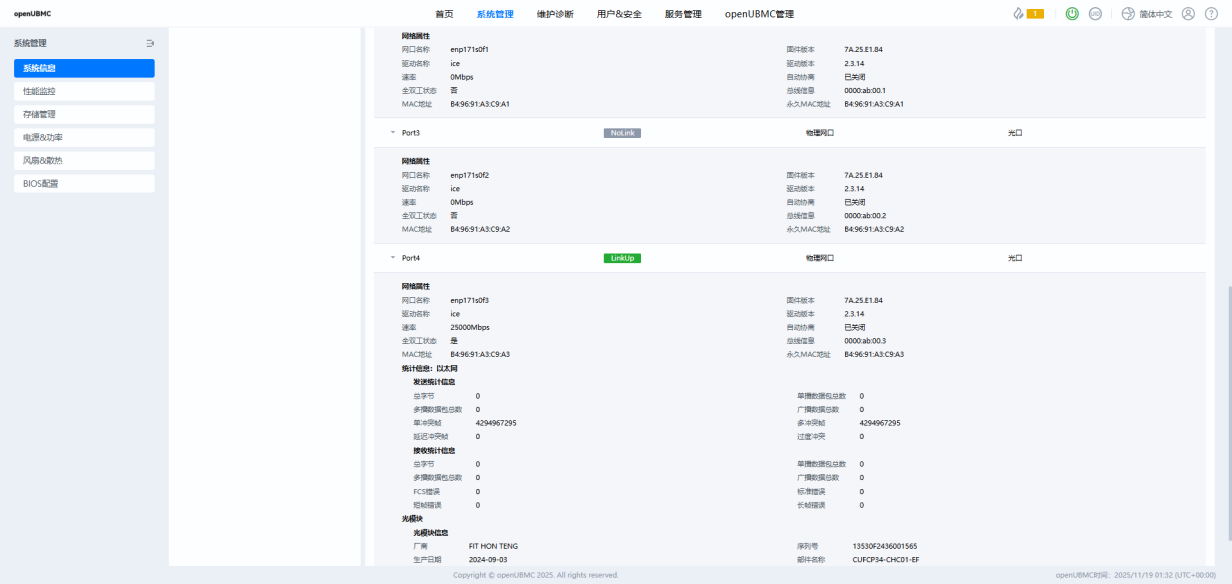 openUBMC 首页 系统管理 维护诊断 用户&安全 服务管理 openUBMC管理 1 UID 简体中文
系统管理
系统信息
性能监控
存储管理
电源&功率
风扇&散热
BIOS配置
网络属性
网口名称 enp171s0f1 固件版本 7A.25.E1.84
驱动名称 ice 驱动版本 2.3.14
速率 0Mbps 自动协商 已关闭
全双工状态 否 总线信息 0000:ab:00.1
MAC地址 B4:96:91:A3:C9:A1 永久MAC地址 B4:96:91:A3:C9:A1
Port3 NoLink 物理网口 光口
网络属性
网口名称 enp171s0f2 固件版本 7A.25.E1.84
驱动名称 ice 驱动版本 2.3.14
速率 0Mbps 自动协商 已关闭
全双工状态 否 总线信息 0000:ab:00.2
MAC地址 B4:96:91:A3:C9:A2 永久MAC地址 B4:96:91:A3:C9:A2
Port4 LinkUp 物理网口 光口
网络属性
网口名称 enp171s0f3 固件版本 7A.25.E1.84
驱动名称 ice 驱动版本 2.3.14
速率 25000Mbps 自动协商 已关闭
全双工状态 是 总线信息 0000:ab:00.3
MAC地址 B4:96:91:A3:C9:A3 永久MAC地址 B4:96:91:A3:C9:A3
统计信息：以太网
发送统计信息
总字节 0 单播数据包总数 0
多播数据包总数 0 广播数据总数 0
单冲突帧 4294967295 多冲突帧 4294967295
延迟冲突帧 0 过度冲突 0
接收统计信息
总字节 0 单播数据包总数 0
多播数据包总数 0 广播数据总数 0
FCS错误 0 标准错误 0
短帧错误 0 长帧错误 0
光模块
光模块信息
厂商 FIT HON TENG 序列号 13530F2436001565
生产日期 2024-09-03 部件名称 CUFCP34-CHC01-EF
Copyright © openUBMC 2025. All rights reserved. openUBMC时间： 2025/11/19 01:32 (UTC+00:00)